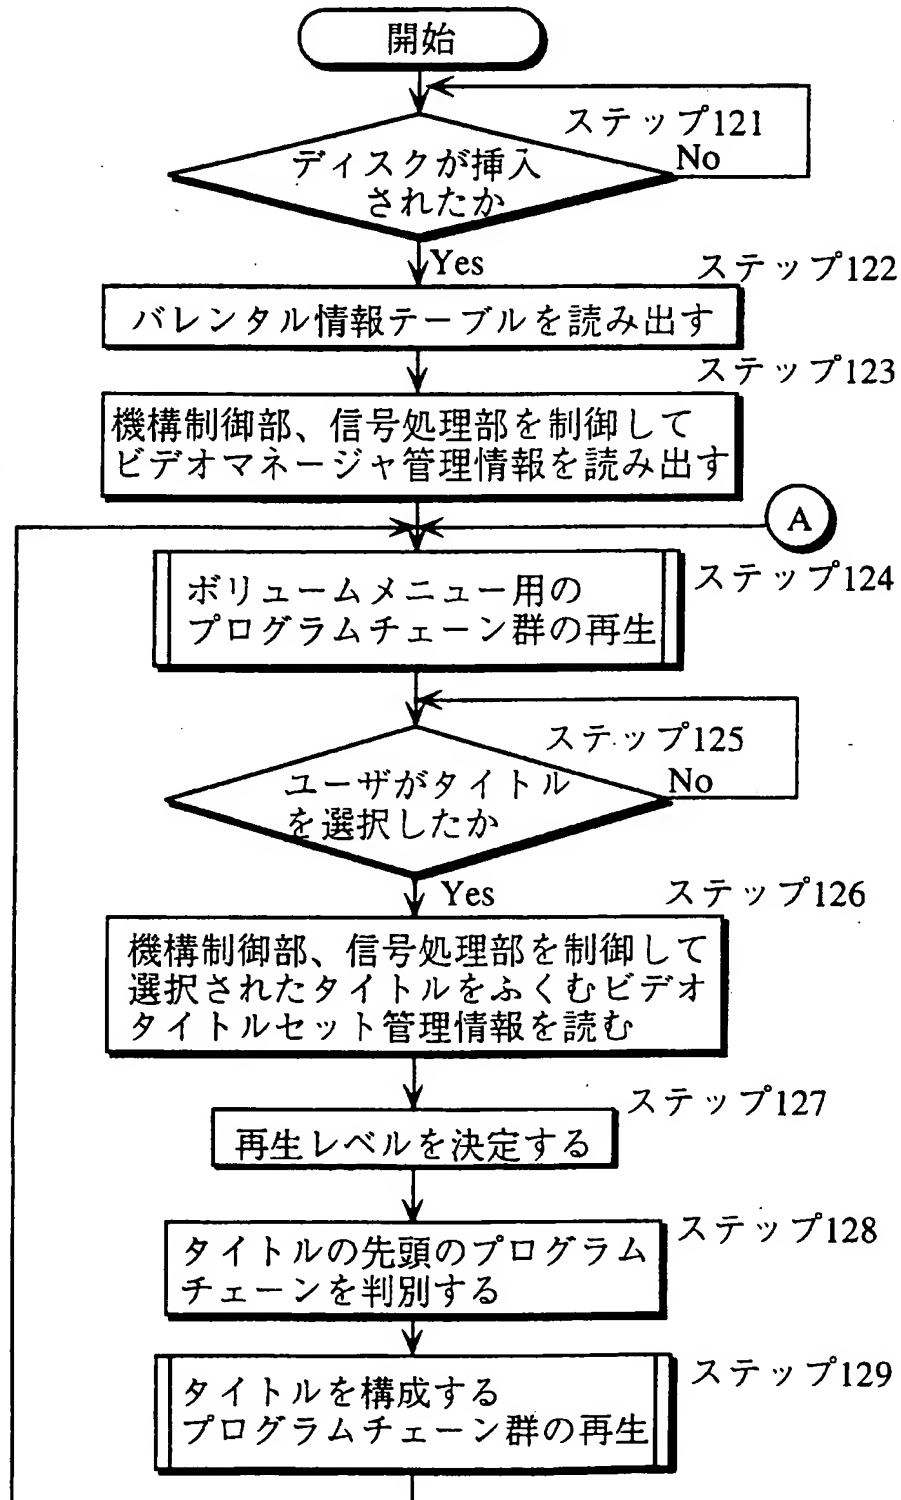 開始
ステップ121
ディスクが挿入
されたか
No
Yes
ステップ122
バレンタル情報テーブルを読み出す
ステップ123
機構制御部、信号処理部を制御して
ビデオマネージャ管理情報を読み出す
A
ステップ124
ボリュームメニュー用の
プログラムチェーン群の再生
ステップ125
ユーザがタイトル
を選択したか
No
Yes
ステップ126
機構制御部、信号処理部を制御して
選択されたタイトルをふくむビデオ
タイトルセット管理情報を読む
ステップ127
再生レベルを決定する
ステップ128
タイトルの先頭のプログラム
チェーンを判別する
ステップ129
タイトルを構成する
プログラムチェーン群の再生